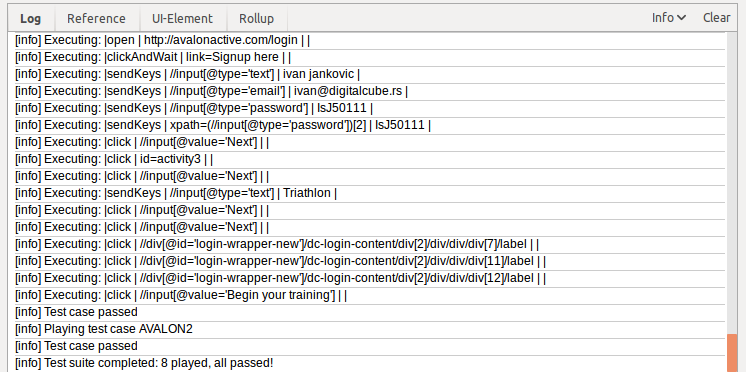 Log Reference UI-Element Rollup Info Clear
[info] Executing: |open | http://avalonactive.com/login | |
[info] Executing: |clickAndWait | link=Signup here | |
[info] Executing: |sendKeys | //input[@type='text'] | ivan jankovic |
[info] Executing: |sendKeys | //input[@type='email'] | ivan@digitalcube.rs |
[info] Executing: |sendKeys | //input[@type='password'] | IsJ50111 |
[info] Executing: |sendKeys | xpath=(//input[@type='password'])[2] | IsJ50111 |
[info] Executing: |click | //input[@value='Next'] | |
[info] Executing: |click | id=activity3 | |
[info] Executing: |click | //input[@value='Next'] | |
[info] Executing: |sendKeys | //input[@type='text'] | Triathlon |
[info] Executing: |click | //input[@value='Next'] | |
[info] Executing: |click | //input[@value='Next'] | |
[info] Executing: |click | //div[@id='login-wrapper-new']/dc-login-content/div[2]/div/div/div[7]/label | |
[info] Executing: |click | //div[@id='login-wrapper-new']/dc-login-content/div[2]/div/div/div[11]/label | |
[info] Executing: |click | //div[@id='login-wrapper-new']/dc-login-content/div[2]/div/div/div[12]/label | |
[info] Executing: |click | //input[@value='Begin your training'] | |
[info] Test case passed
[info] Playing test case AVALON2
[info] Test case passed
[info] Test suite completed: 8 played, all passed!